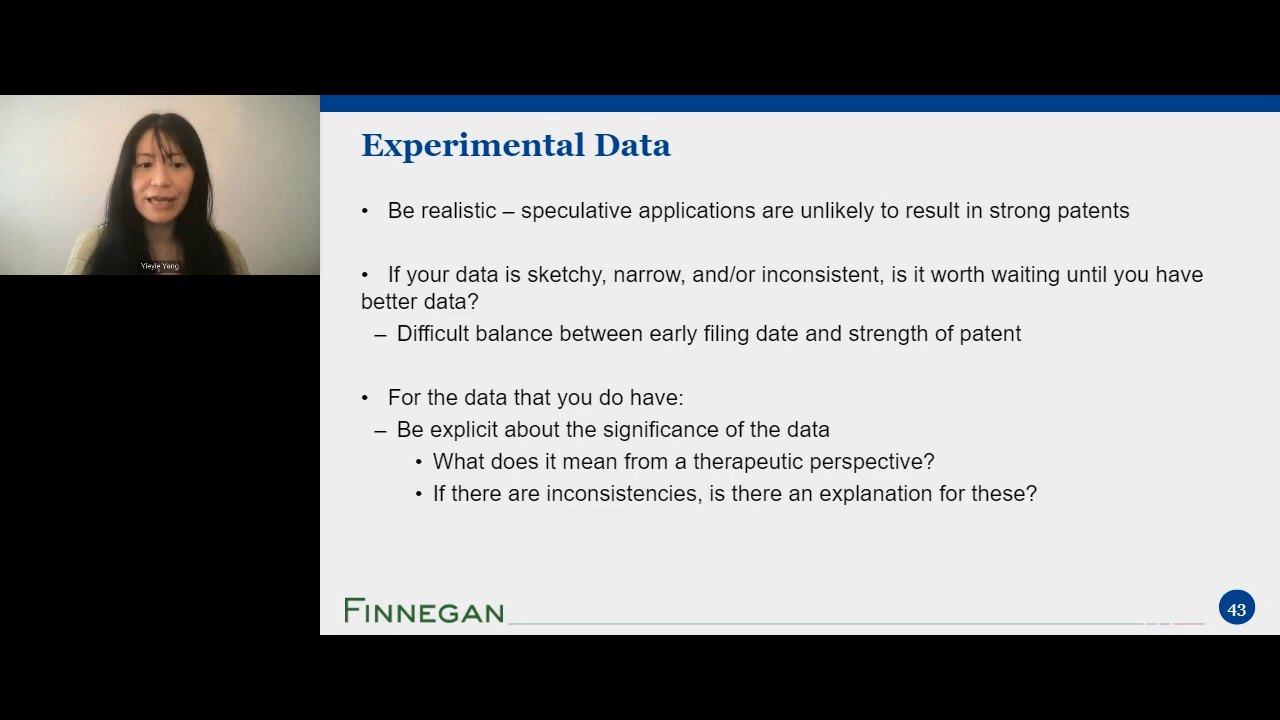 Experimental Data
• Be realistic – speculative applications are unlikely to result in strong patents
• If your data is sketchy, narrow, and/or inconsistent, is it worth waiting until you have
better data?
– Difficult balance between early filing date and strength of patent
• For the data that you do have:
– Be explicit about the significance of the data
• What does it mean from a therapeutic perspective?
• If there are inconsistencies, is there an explanation for these?
Yieyie Yang
FINNEGAN
43